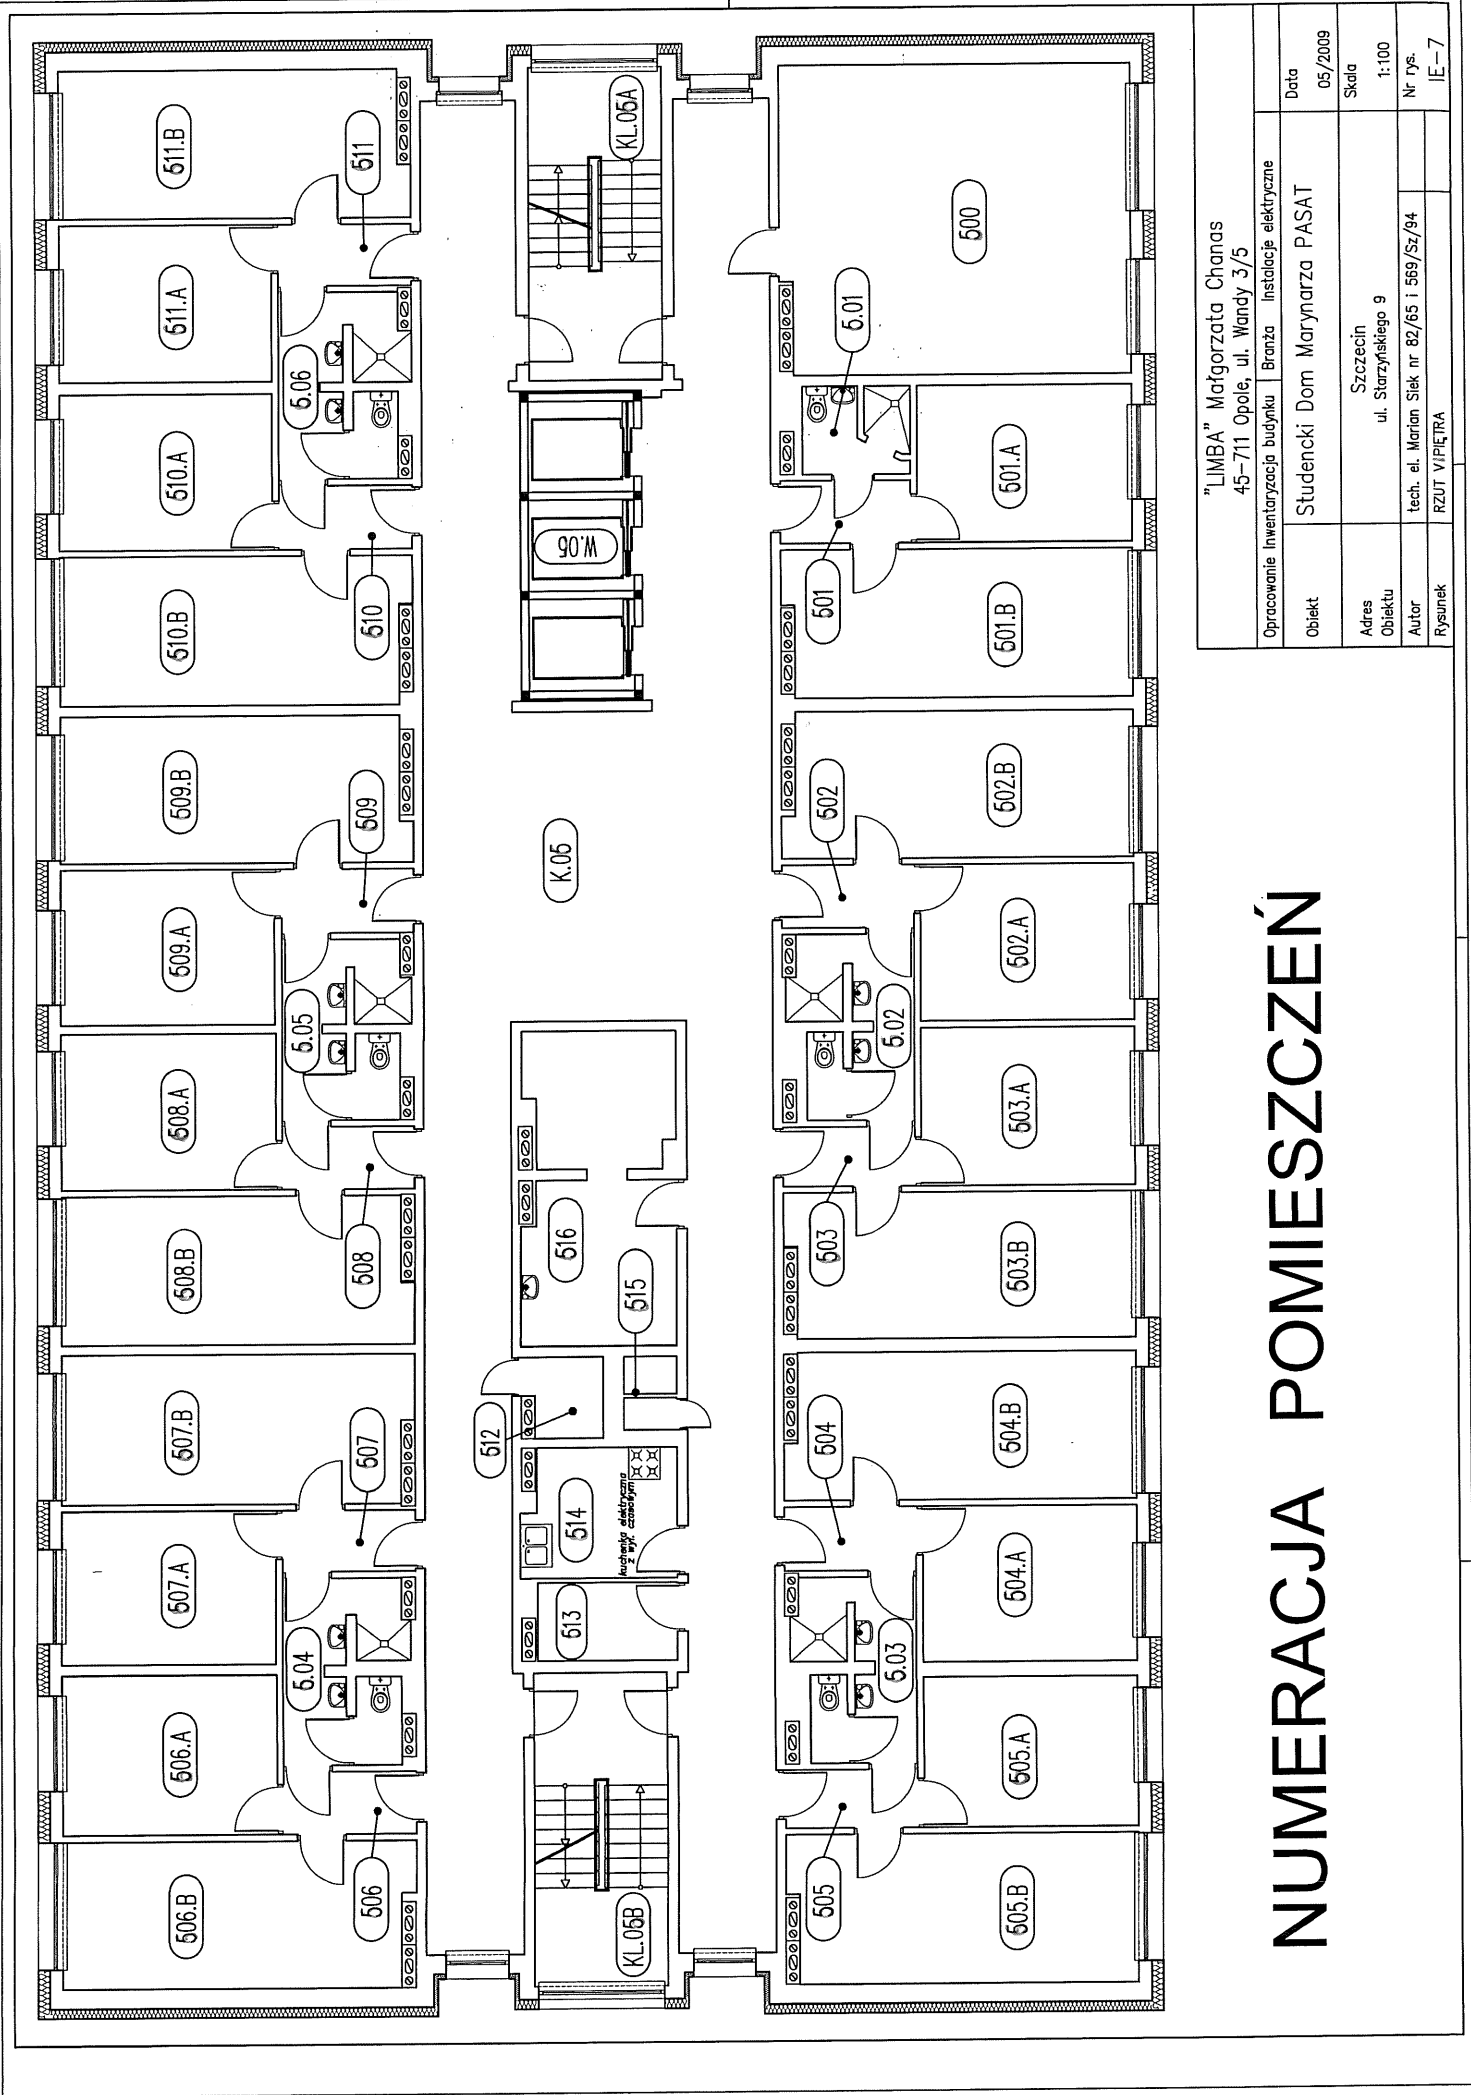 506.B
506.A
507.A
507.B
508.B
508.A
509.A
509.B
510.B
510.A
511.A
511.B
5.04
5.05
5.06
506
507
508
509
510
511
512
K.05
W.05
513
514
516
kuchenka elektryczna
z wył. czasowym
515
KL.05B
KL.05A
505
504
503
502
501
5.01
5.03
5.02
500
505.B
505.A
504.A
504.B
503.B
503.A
502.A
502.B
501.B
501.A
NUMERACJA POMIESZCZEŃ
"LIMBA" Małgorzata Chanas
45-711 Opole, ul. Wandy 3/5
Opracowanie Inwentaryzacja budynku Branża Instalacje elektryczne
Data
05/2009
Obiekt Studencki Dom Marynarza PASAT
Skala
1:100
Adres
Obiektu
Szczecin
ul. Starzyńskiego 9
Autor tech. el. Marian Siek nr 82/65 i 569/Sz/94
Nr rys.
IE-7
Rysunek RZUT V PIĘTRA